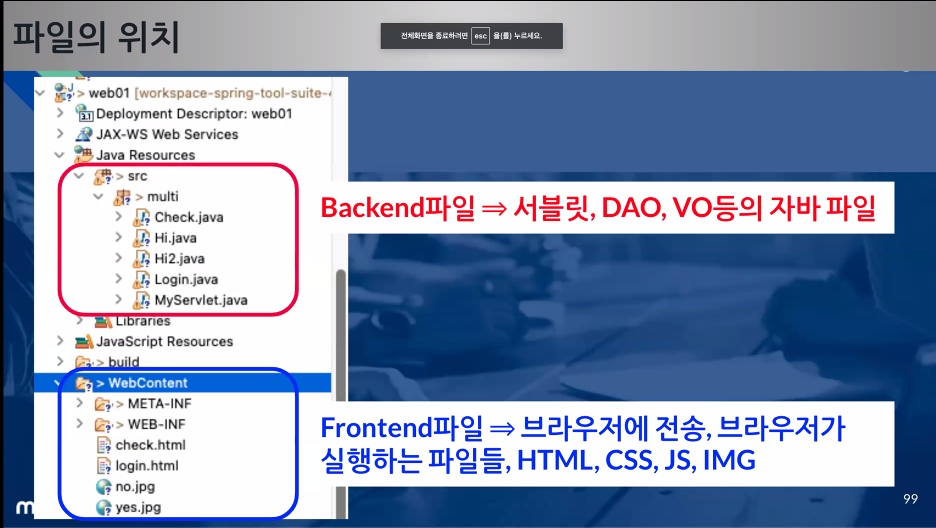 파일의 위치
전체화면을 종료하려면 esc 을(를) 누르세요.
> web01 [workspace-spring-tool-suite-
Deployment Descriptor: web01
JAX-WS Web Services
Java Resources
> src
> multi
Check.java
Hi.java
Hi2.java
Login.java
MyServlet.java
Libraries
JavaScript Resources
> build
> WebContent
> META-INF
> WEB-INF
check.html
login.html
no.jpg
yes.jpg
Backend파일 ⇒ 서블릿, DAO, VO등의 자바 파일
Frontend파일 ⇒ 브라우저에 전송, 브라우저가
실행하는 파일들, HTML, CSS, JS, IMG
99